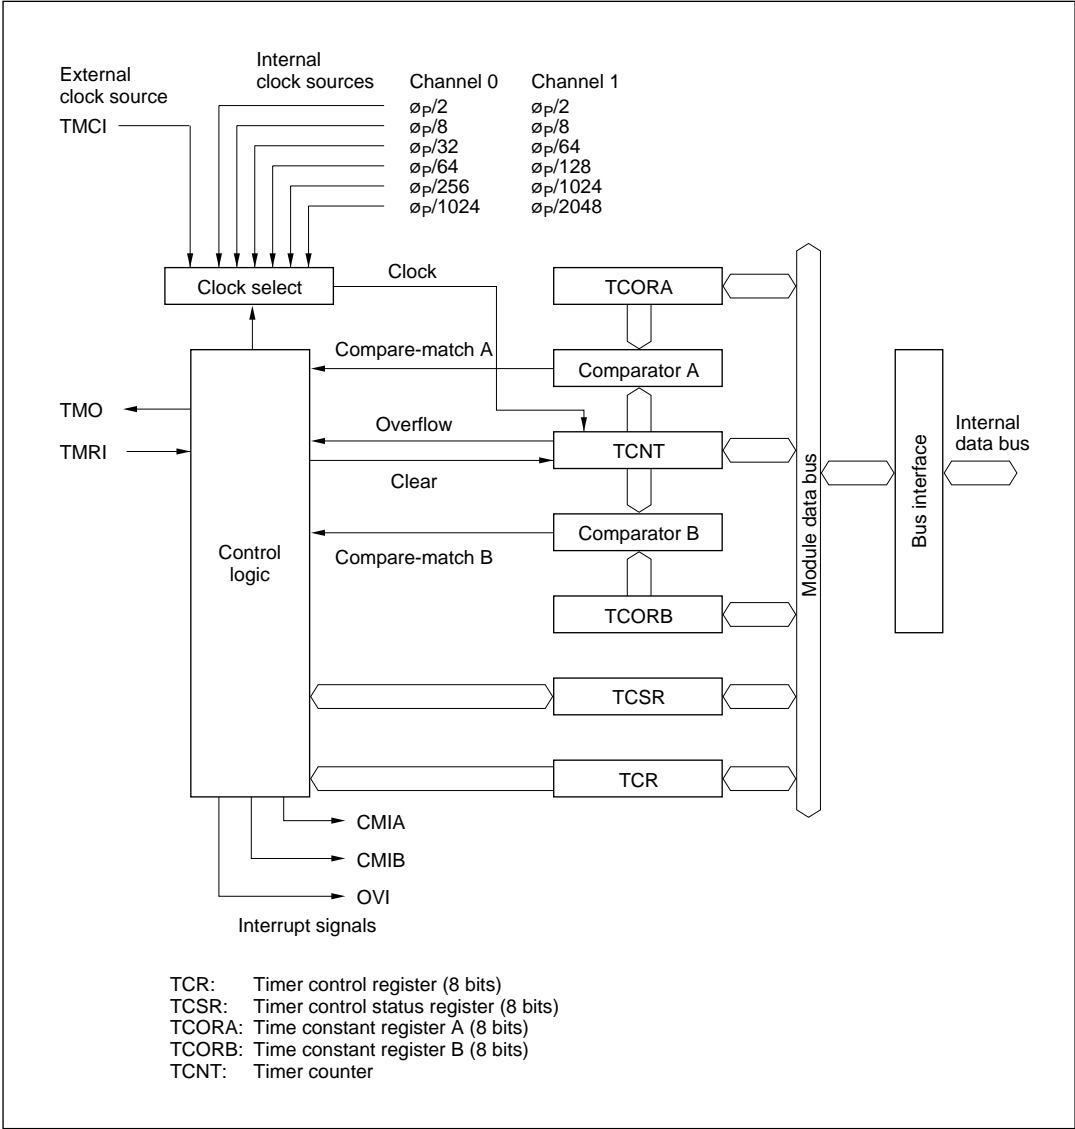 External
clock source
TMCI
Internal
clock sources
Channel 0
Channel 1
øP/2
øP/2
øP/8
øP/8
øP/32
øP/64
øP/64
øP/128
øP/256
øP/1024
øP/1024
øP/2048
Clock select
Clock
TCORA
Compare-match A
Comparator A
TMO
TMRI
Overflow
TCNT
Clear
Internal
data bus
Control
logic
Compare-match B
Comparator B
TCORB
Module data bus
Bus interface
TCSR
TCR
CMIA
CMIB
OVI
Interrupt signals
TCR: Timer control register (8 bits)
TCSR: Timer control status register (8 bits)
TCORA: Time constant register A (8 bits)
TCORB: Time constant register B (8 bits)
TCNT: Timer counter